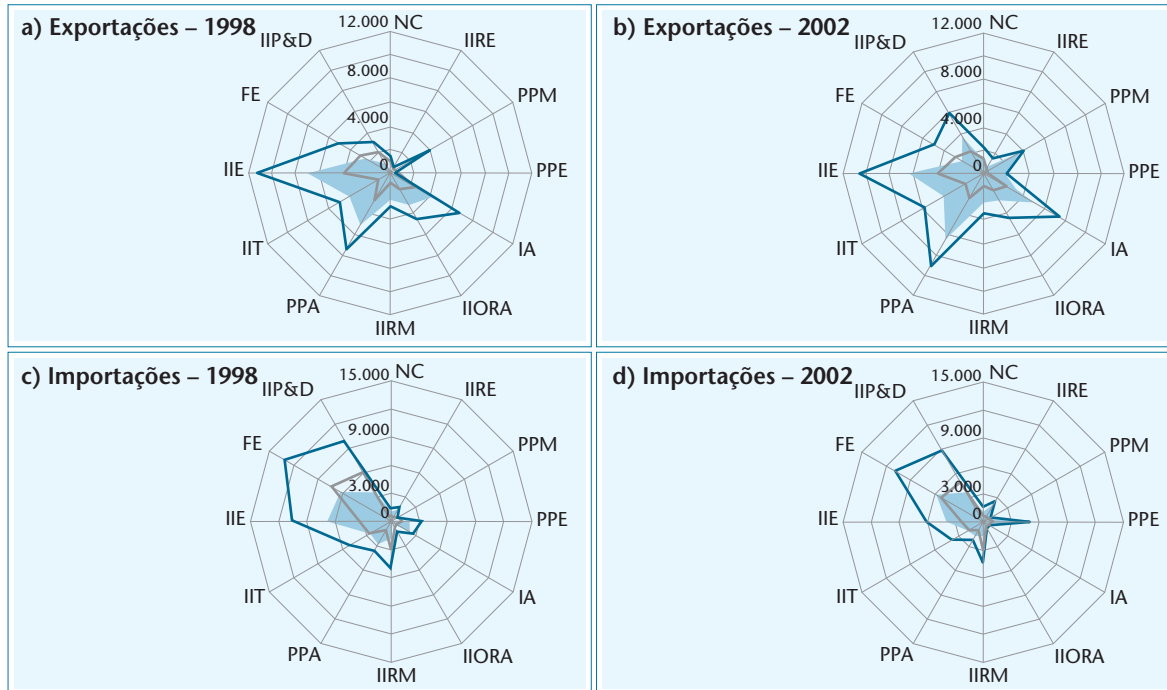 a) Exportações – 1998
12.000
NC
IIRE
PPM
PPE
IA
IIORA
IIRM
PPA
IIT
IIE
FE
IIP&D
8.000
4.000
0
b) Exportações – 2002
12.000
NC
IIRE
PPM
PPE
IA
IIORA
IIRM
PPA
IIT
IIE
FE
IIP&D
8.000
4.000
0
c) Importações – 1998
15.000
NC
IIRE
PPM
PPE
IA
IIORA
IIRM
PPA
IIT
IIE
FE
IIP&D
9.000
3.000
0
d) Importações – 2002
15.000
NC
IIRE
PPM
PPE
IA
IIORA
IIRM
PPA
IIT
IIE
FE
IIP&D
9.000
3.000
0